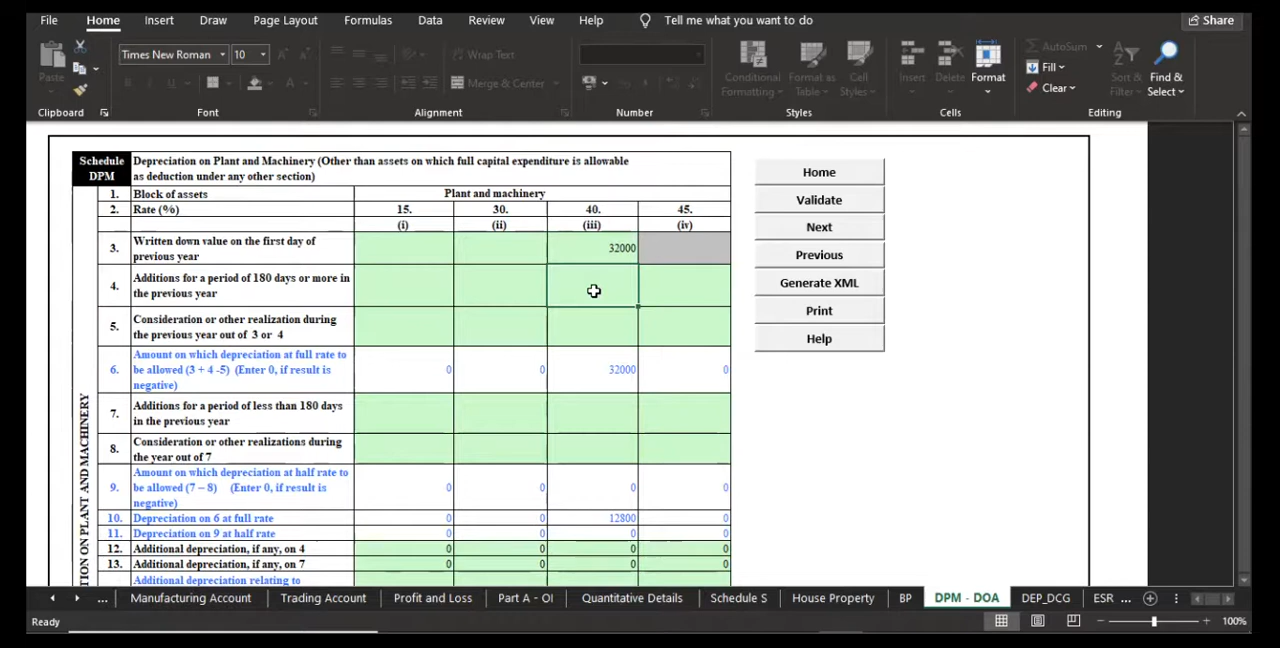 File Home Insert Draw Page Layout Formulas Data Review View Help Tell me what you want to do Share
Times New Roman 10 Wrap Text AutoSum
Paste Merge & Center Conditional Formatting Format as Table Cell Styles Insert Delete Format Fill Clear Sort & Filter Find & Select
Clipboard Font Alignment Number Styles Cells Editing
Schedule DPM
Depreciation on Plant and Machinery (Other than assets on which full capital expenditure is allowable
as deduction under any other section)
1. Block of assets Plant and machinery
2. Rate (%) 15. 30. 40. 45.
(i) (ii) (iii) (iv)
3. Written down value on the first day of
previous year 32000
4. Additions for a period of 180 days or more in
the previous year
5. Consideration or other realization during
the previous year out of 3 or 4
6. Amount on which depreciation at full rate to
be allowed (3 + 4 -5) (Enter 0, if result is
negative) 0 0 32000 0
7. Additions for a period of less than 180 days
in the previous year
8. Consideration or other realizations during
the year out of 7
9. Amount on which depreciation at half rate to
be allowed (7 – 8) (Enter 0, if result is
negative) 0 0 0 0
10. Depreciation on 6 at full rate 0 0 12800 0
11. Depreciation on 9 at half rate 0 0 0 0
12. Additional depreciation, if any, on 4 0 0 0 0
13. Additional depreciation, if any, on 7 0 0 0 0
Additional depreciation relating to
TION ON PLANT AND MACHINERY
Home
Validate
Next
Previous
Generate XML
Print
Help
... Manufacturing Account Trading Account Profit and Loss Part A - OI Quantitative Details Schedule S House Property BP DPM - DOA DEP_DCG ESR ...
Ready 100%